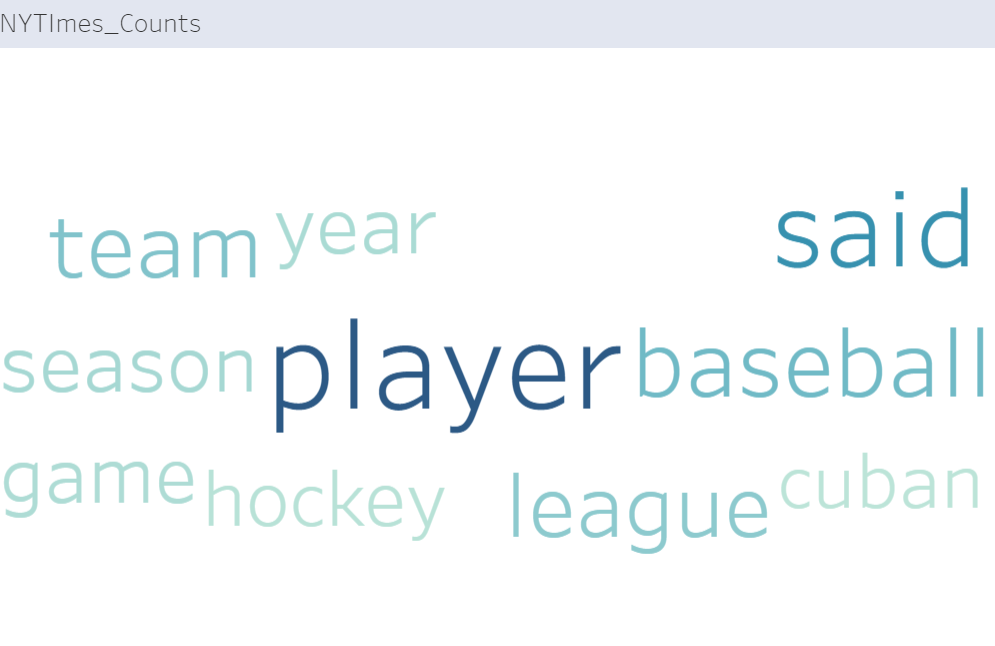 NYTImes_Counts
team year said
season player baseball
game hockey league cuban